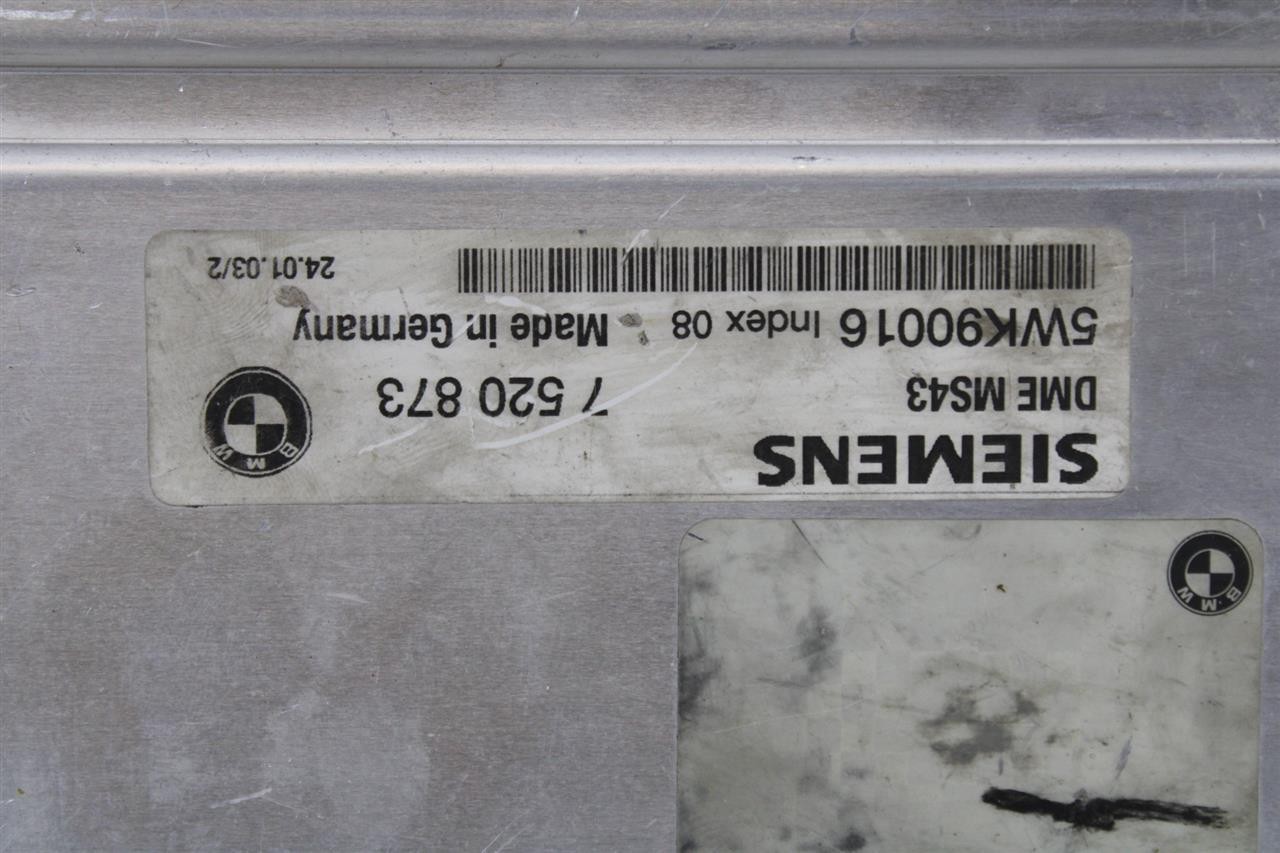 SIEMENS
DME MS43
7 520 873
BMW
5WK90016 Index 08 Made in Germany
24.01.03/2
BMW